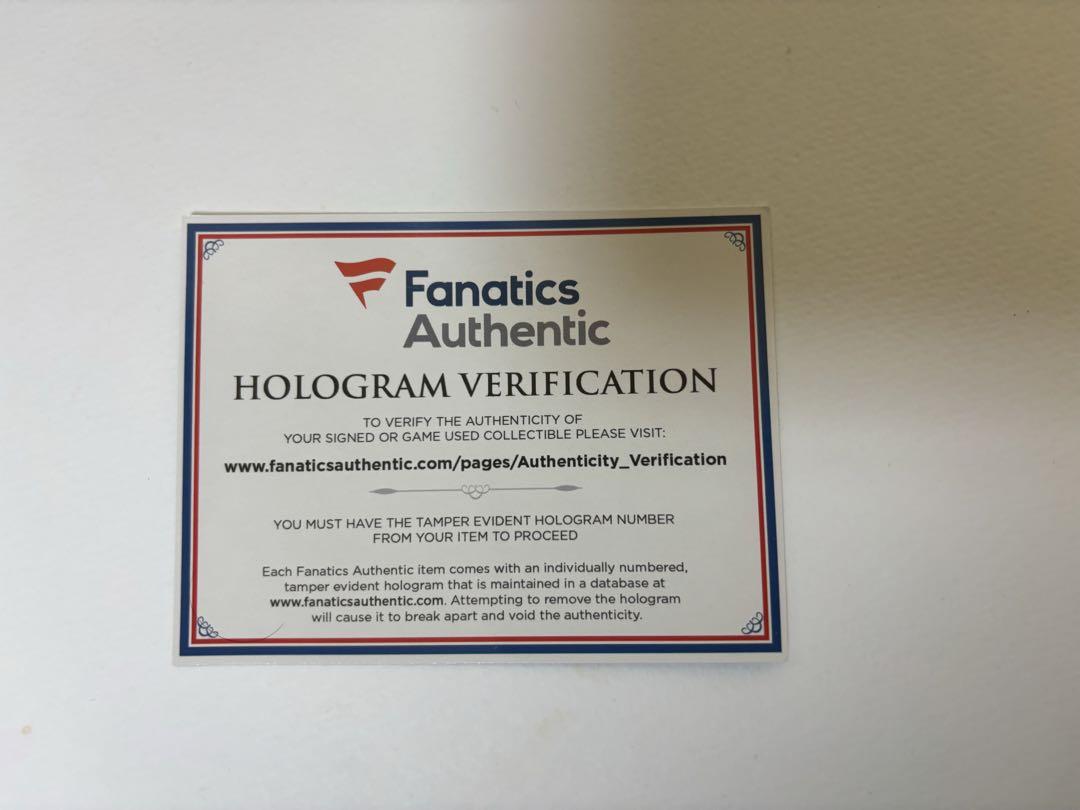 Fanatics
Authentic
HOLOGRAM VERIFICATION
TO VERIFY THE AUTHENTICITY OF
YOUR SIGNED OR GAME USED COLLECTIBLE PLEASE VISIT:
www.fanaticsauthentic.com/pages/Authenticity_Verification
YOU MUST HAVE THE TAMPER EVIDENT HOLOGRAM NUMBER
FROM YOUR ITEM TO PROCEED
Each Fanatics Authentic item comes with an individually numbered,
tamper evident hologram that is maintained in a database at
www.fanaticsauthentic.com. Attempting to remove the hologram
will cause it to break apart and void the authenticity.